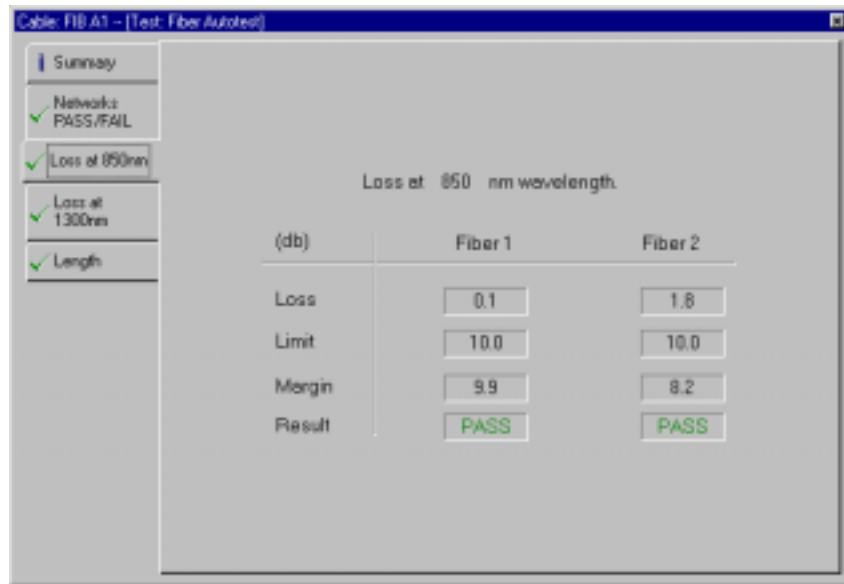 Cable: FIB A1 - [Test: Fiber Autotest]
i Summary
Networks
PASS/FAIL
Loss at 850nm
Loss at
1300nm
Length
Loss at 850 nm wavelength.
(db) Fiber 1 Fiber 2
Loss 0.1 1.8
Limit 10.0 10.0
Margin 9.9 8.2
Result PASS PASS